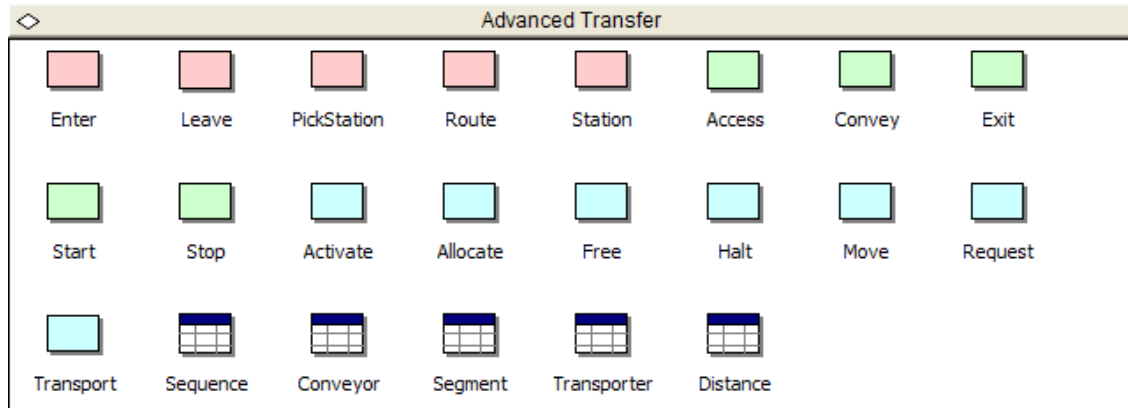 Advanced Transfer
Enter Leave PickStation Route Station Access Convey Exit
Start Stop Activate Allocate Free Halt Move Request
Transport Sequence Conveyor Segment Transporter Distance